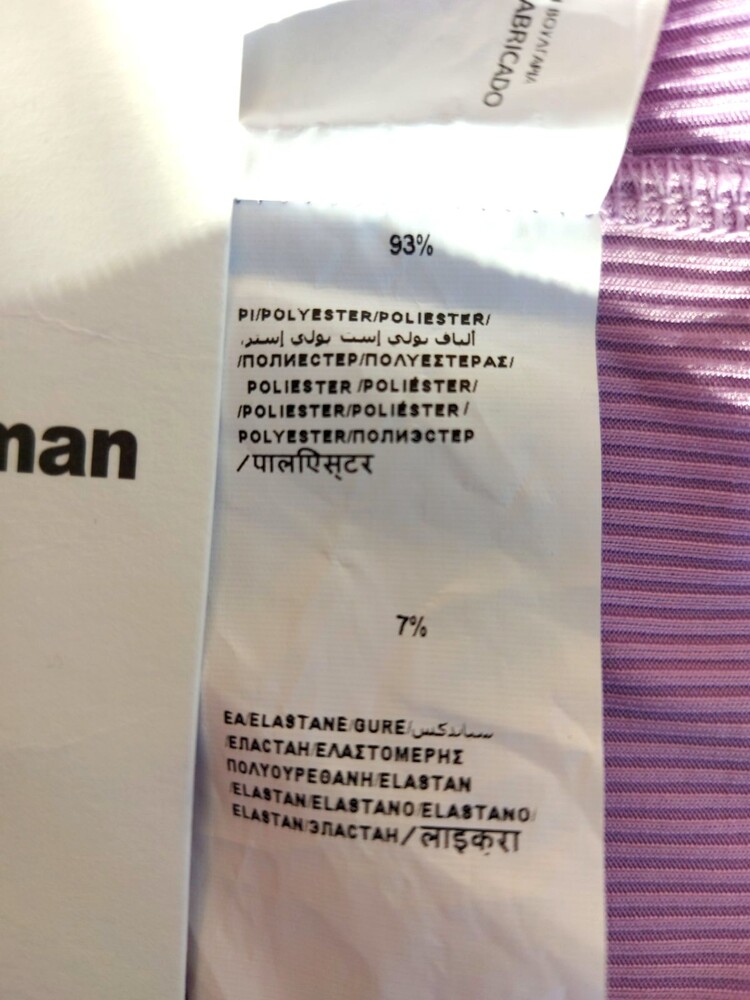 ABRICADO
man
93%
PI/POLYESTER/POLIESTER/
ألياف بولي إست بولي إستر,
/ПОЛИЕСТЕР/ΠΟΛΥΕΣΤΕΡΑΣ/
POLIESTER /POLIÉSTER/
/POLIESTER/POLIÉSTER /
POLYESTER/ПОЛИЭСТЕР
/पालएिस्टर
7%
EA/ELASTANE/GURE/سباندكس
/ЕЛАСТАН/ΕΛΑΣΤΟΜΕΡΗΣ
ΠΟΛΥΟΥΡΕΘΑΝΗ/ELASTAN
/ELASTAN/ELASTANO/ELASTANO/
ELASTAN/ЭЛАСТАН/लाइक्रा